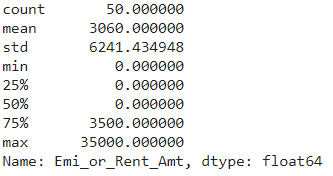 count 50.000000
mean 3060.000000
std 6241.434948
min 0.000000
25% 0.000000
50% 0.000000
75% 3500.000000
max 35000.000000
Name: Emi_or_Rent_Amt, dtype: float64